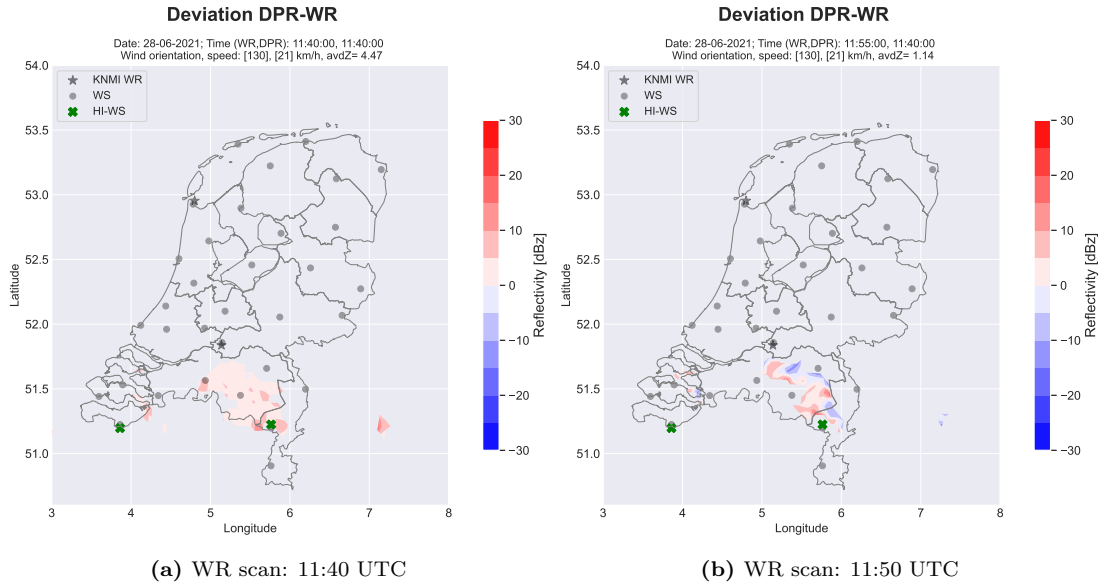 Deviation DPR-WR
Date: 28-06-2021; Time (WR,DPR): 11:40:00, 11:40:00
Wind orientation, speed: [130], [21] km/h, avdZ= 4.47
54.0
53.5
53.0
52.5
52.0
51.5
51.0
Latitude
KNMI WR
WS
HI-WS
3
4
5
6
7
8
Longitude
30
20
10
0
−10
−20
−30
Reflectivity [dBz]
(a) WR scan: 11:40 UTC
Deviation DPR-WR
Date: 28-06-2021; Time (WR,DPR): 11:55:00, 11:40:00
Wind orientation, speed: [130], [21] km/h, avdZ= 1.14
54.0
53.5
53.0
52.5
52.0
51.5
51.0
Latitude
KNMI WR
WS
HI-WS
3
4
5
6
7
8
Longitude
30
20
10
0
−10
−20
−30
Reflectivity [dBz]
(b) WR scan: 11:50 UTC